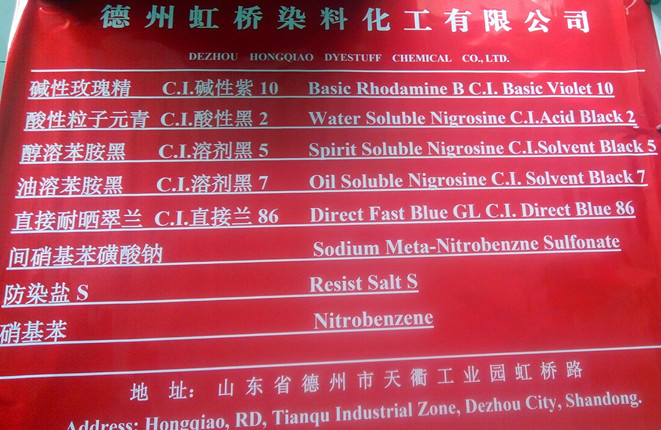 德州虹桥染料化工有限公司
DEZHOU HONGQIAO DYESTUFF CHEMICAL CO.,LTD.
碱性玫瑰精 C.I.碱性紫 10 Basic Rhodamine B C.I. Basic Violet 10
酸性粒子元青 C.I.酸性黑 2 Water Soluble Nigrosine C.I.Acid Black 2
醇溶苯胺黑 C.I.溶剂黑 5 Spirit Soluble Nigrosine C.I.Solvent Black 5
油溶苯胺黑 C.I.溶剂黑 7 Oil Soluble Nigrosine C.I. Solvent Black 7
直接耐晒翠兰 C.I.直接兰 86 Direct Fast Blue GL C.I. Direct Blue 86
间硝基苯磺酸钠 Sodium Meta-Nitrobenzne Sulfonate
防染盐 S Resist Salt S
硝基苯 Nitrobenzene
地 址: 山东省德州市天衢工业园虹桥路
Address: Hongqiao, RD, Tianqu Industrial Zone, Dezhou City, Shandong.